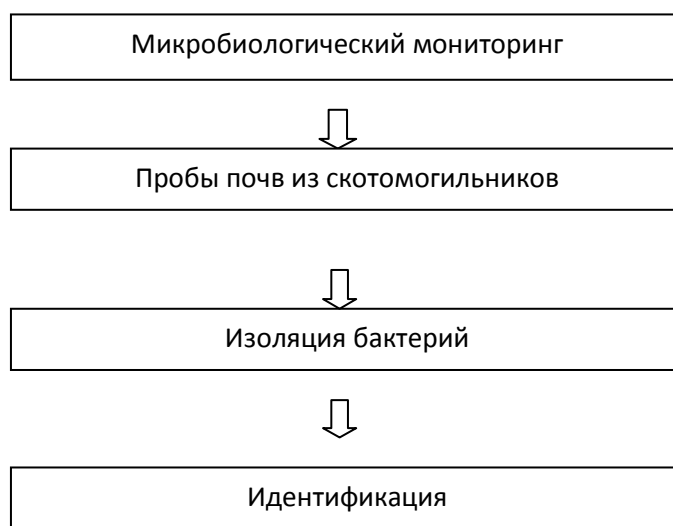 Микробиологический мониторинг
Пробы почв из скотомогильников
Изоляция бактерий
Идентификация